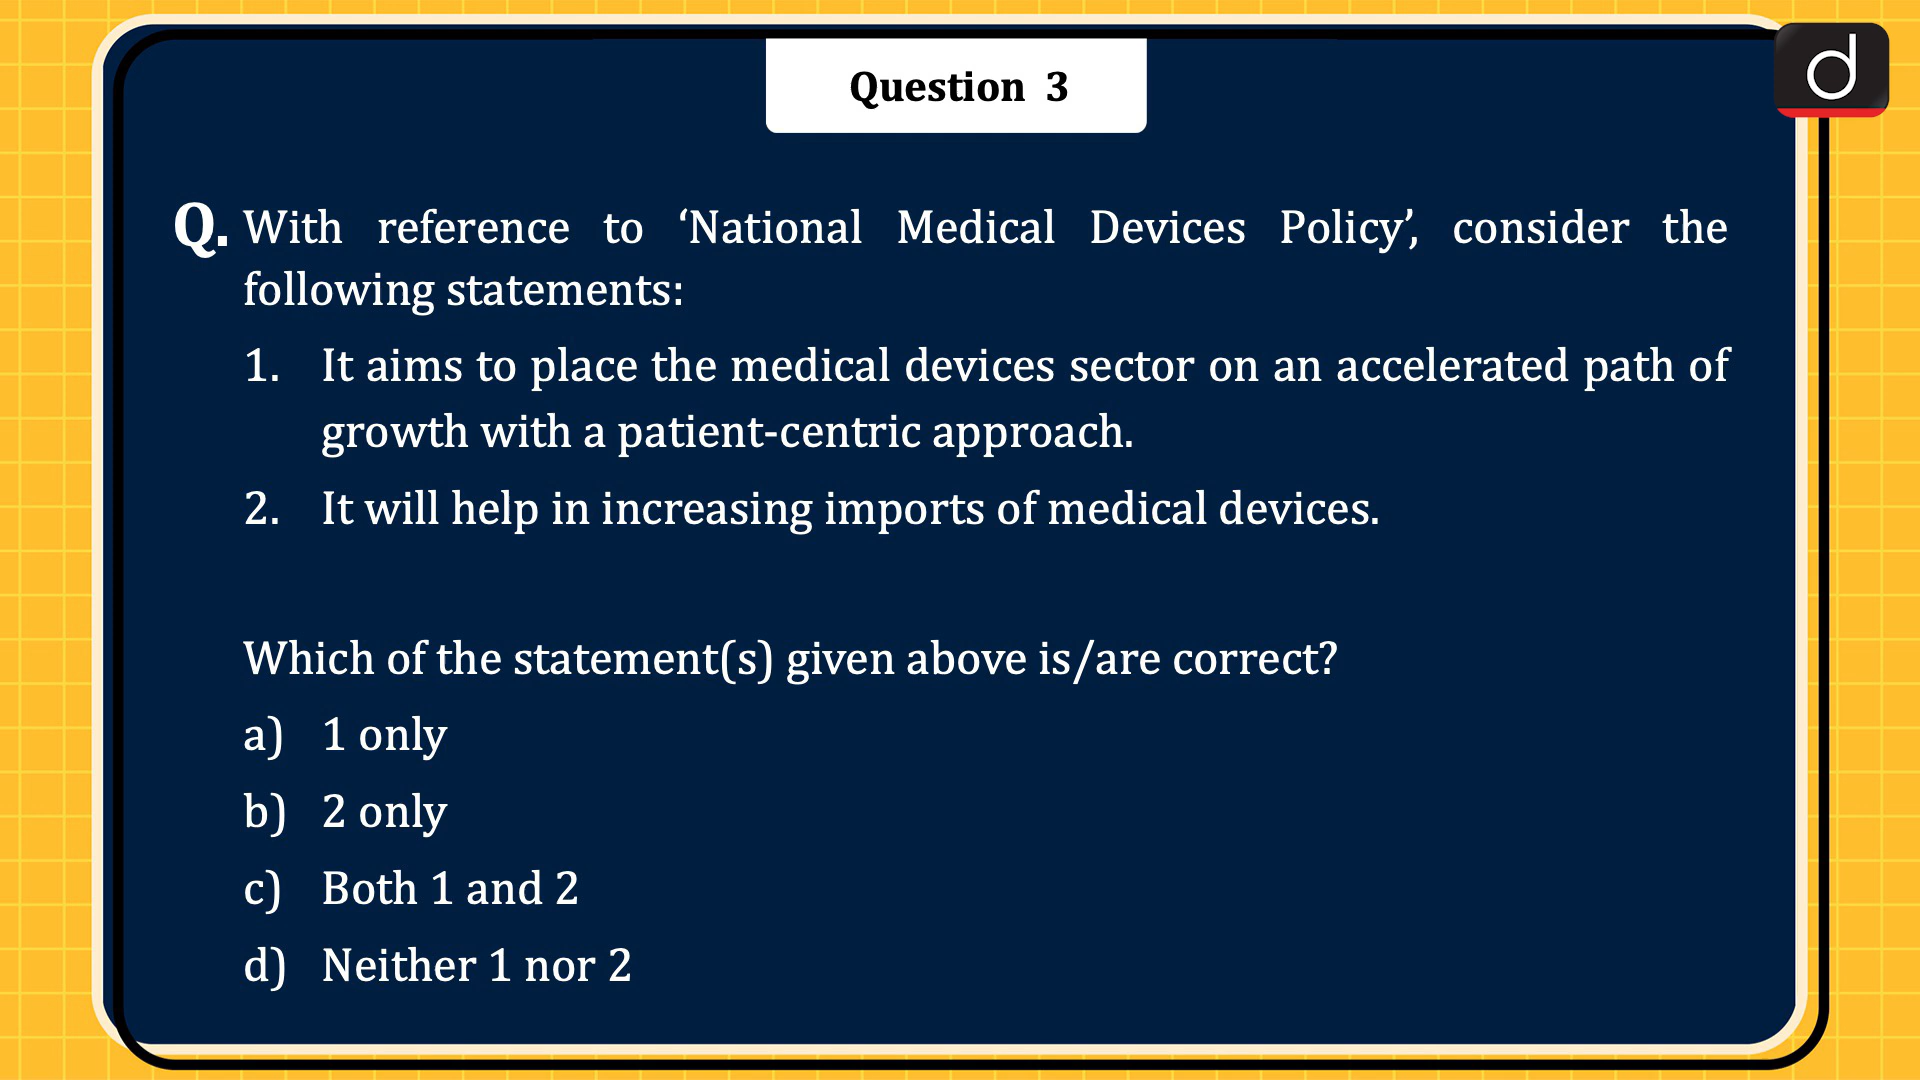 Question 3
d
Q. With reference to ‘National Medical Devices Policy’, consider the
following statements:
1. It aims to place the medical devices sector on an accelerated path of
growth with a patient-centric approach.
2. It will help in increasing imports of medical devices.
Which of the statement(s) given above is/are correct?
a) 1 only
b) 2 only
c) Both 1 and 2
d) Neither 1 nor 2